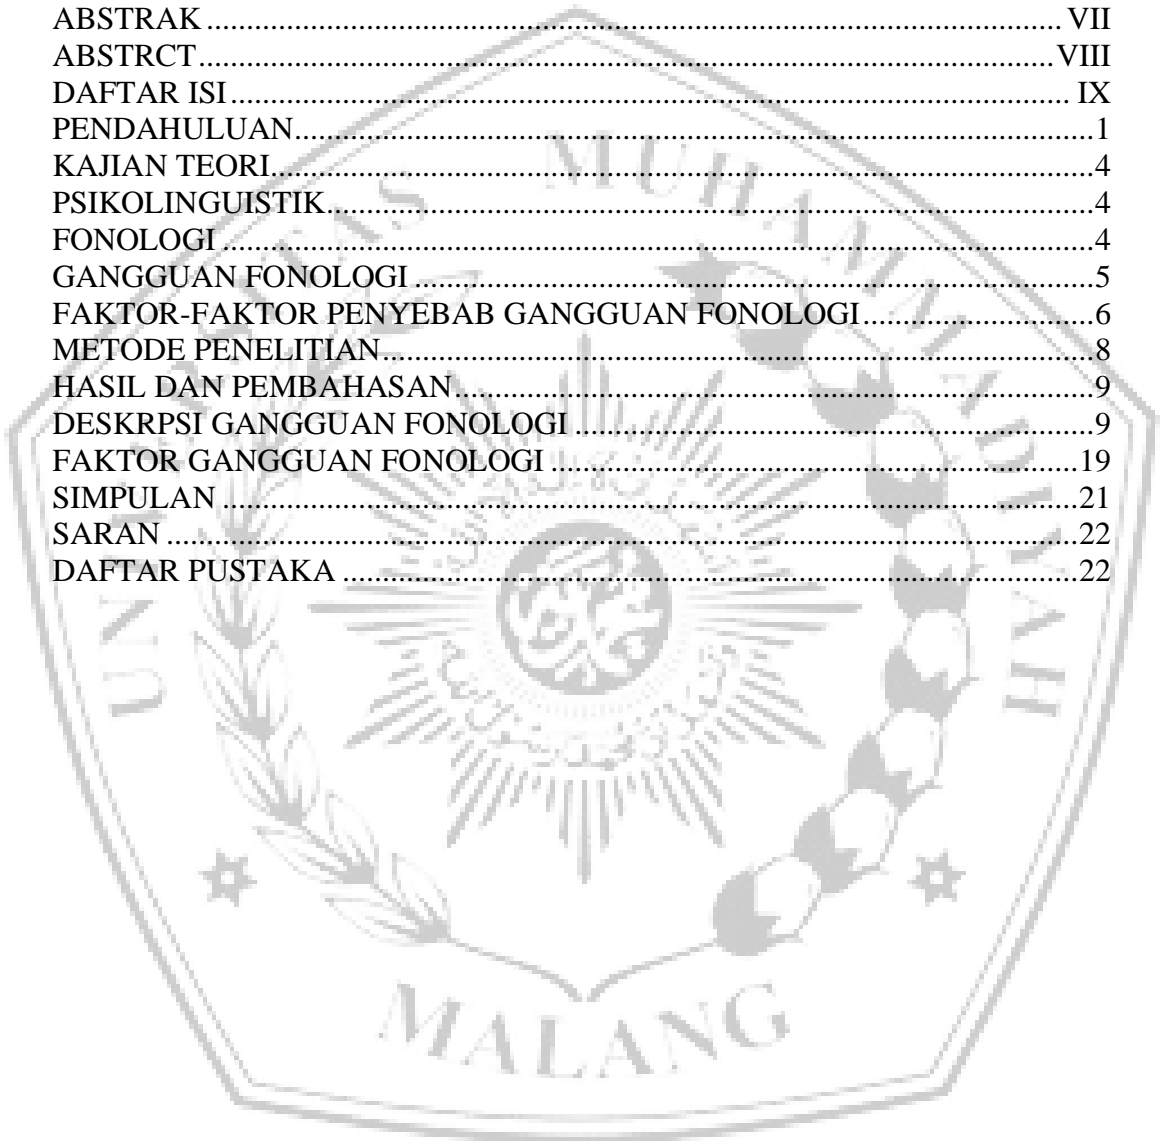 ABSTRAK ........................................................................................................... VII
ABSTRCT........................................................................................................... VIII
DAFTAR ISI ......................................................................................................... IX
PENDAHULUAN....................................................................................................1
KAJIAN TEORI.......................................................................................................4
PSIKOLINGUISTIK................................................................................................4
FONOLOGI .............................................................................................................4
GANGGUAN FONOLOGI .....................................................................................5
FAKTOR-FAKTOR PENYEBAB GANGGUAN FONOLOGI.............................6
METODE PENELITIAN.........................................................................................8
HASIL DAN PEMBAHASAN................................................................................9
DESKRPSI GANGGUAN FONOLOGI .................................................................9
FAKTOR GANGGUAN FONOLOGI ..................................................................19
SIMPULAN ...........................................................................................................21
SARAN ..................................................................................................................22
DAFTAR PUSTAKA ............................................................................................22
UNIVERSITAS MUHAMMADIYAH
MALANG